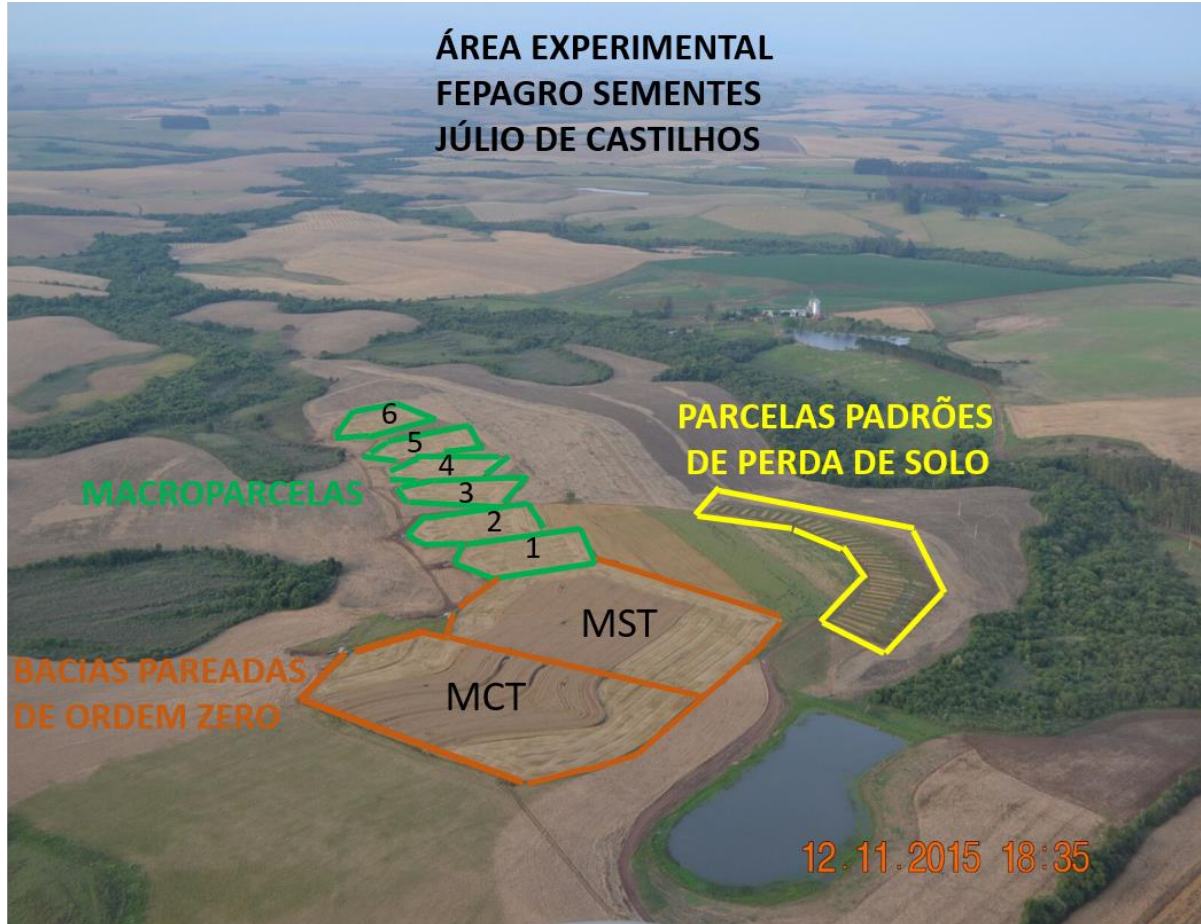 ÁREA EXPERIMENTAL
FEPAGRO SEMENTES
JÚLIO DE CASTILHOS
PARCELAS PADRÕES
DE PERDA DE SOLO
6
5
4
MACROPARCELAS
3
2
1
MST
BACIAS PAREADAS
DE ORDEM ZERO
MCT
12.11.2015 18:35